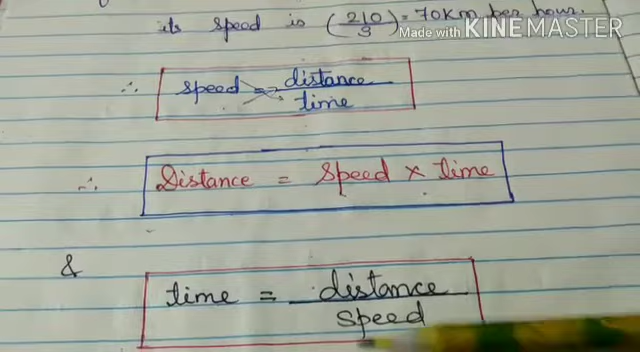 its speed is (210/3) = 70Km per hour.
Made with KINEMASTER
∴ speed = distance/time
∴ Distance = speed × time
& time = distance/speed